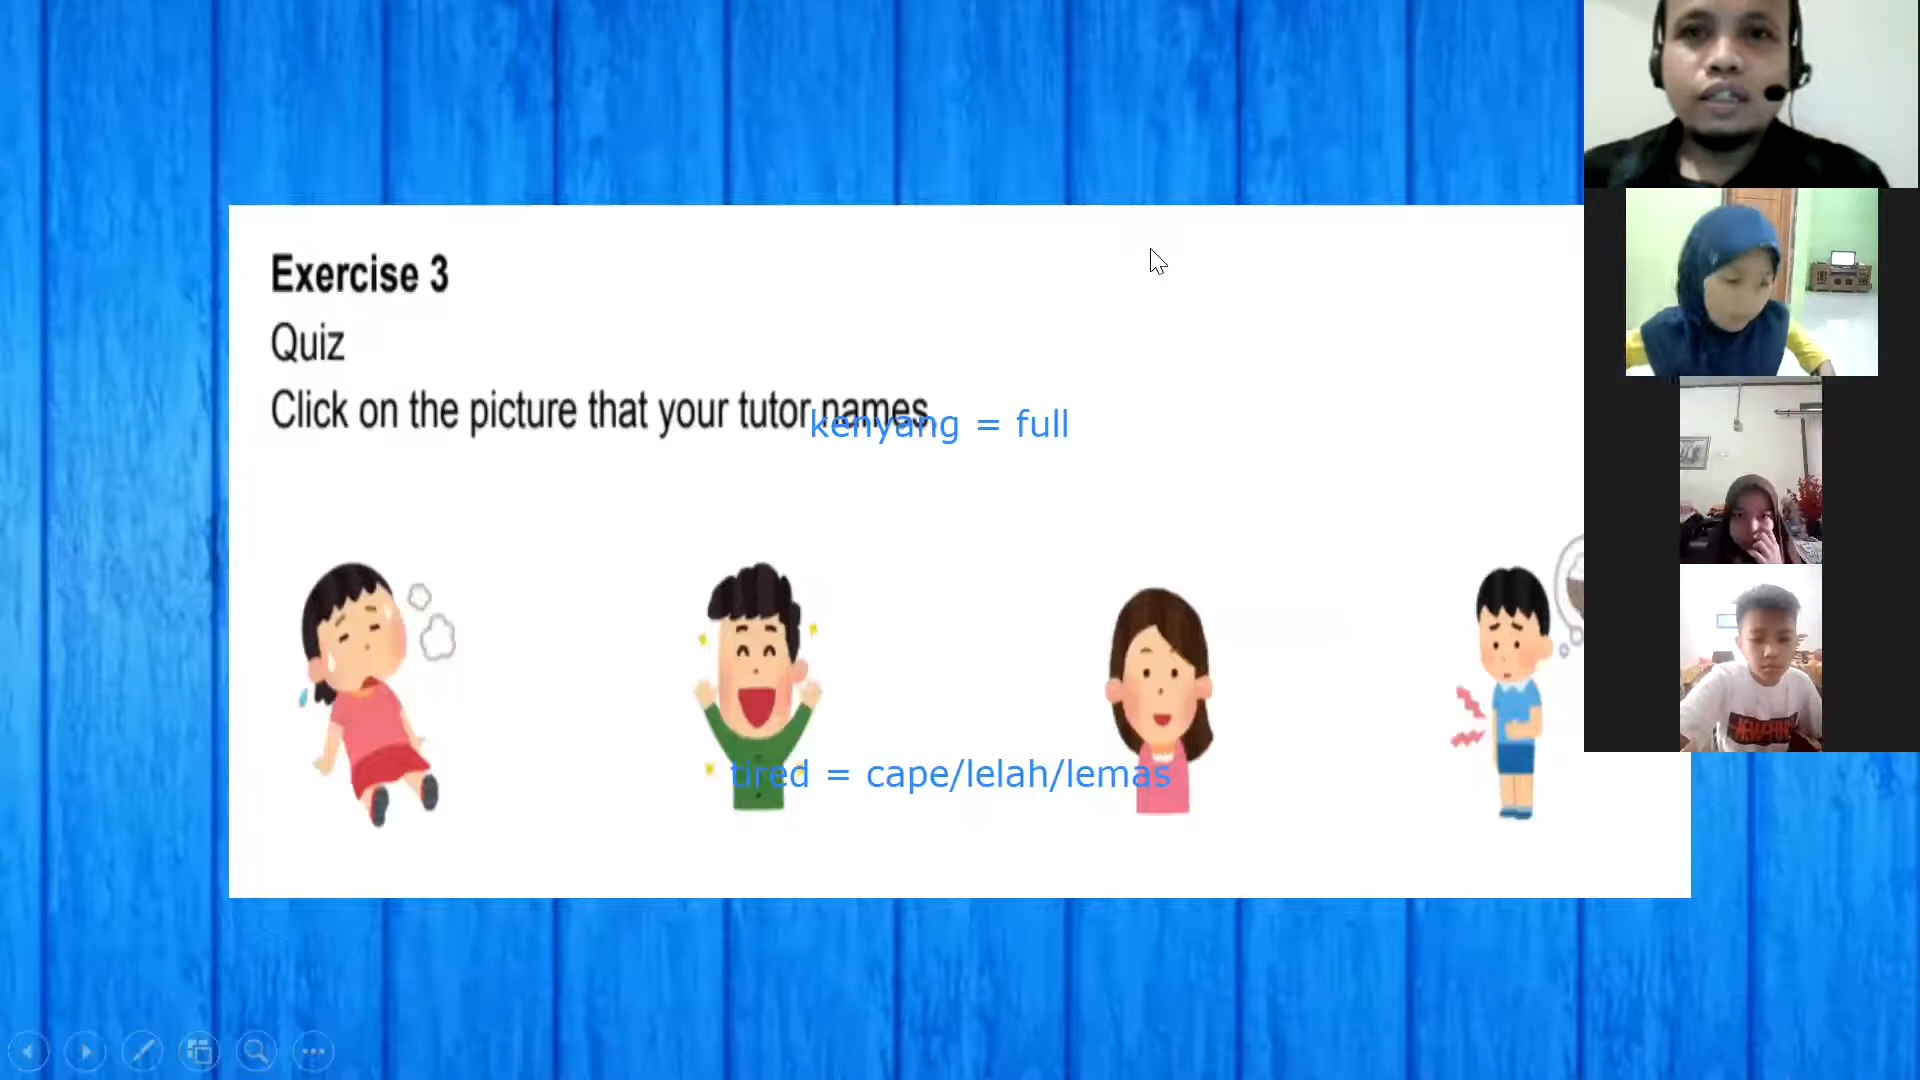 Exercise 3
Quiz
Click on the picture that your tutor names.
kenyang = full
tired = cape/lelah/lemas